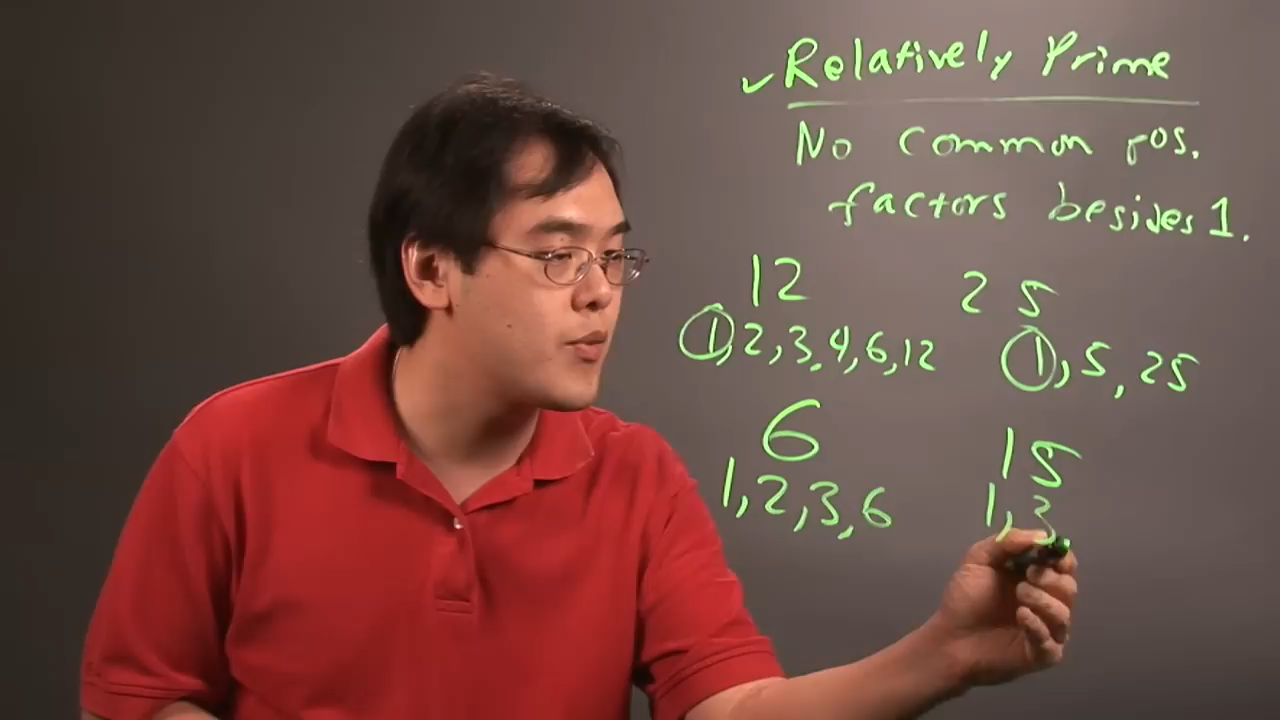 ✓ Relatively Prime
No common pos.
factors besides 1.
12 25
1, 2, 3, 4, 6, 12 1, 5, 25
6 15
1, 2, 3, 6 1, 3,